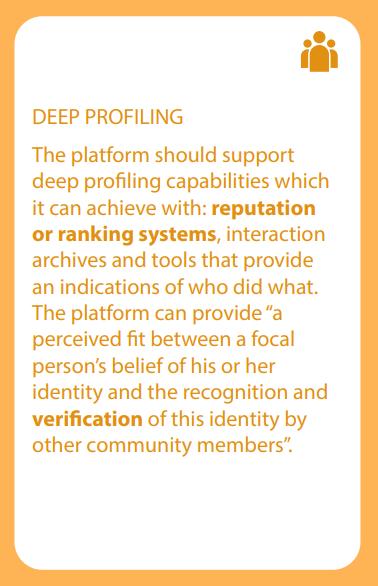 DEEP PROFILING
The platform should support
deep profiling capabilities which
it can achieve with: reputation
or ranking systems, interaction
archives and tools that provide
an indications of who did what.
The platform can provide “a
perceived fit between a focal
person’s belief of his or her
identity and the recognition and
verification of this identity by
other community members”.